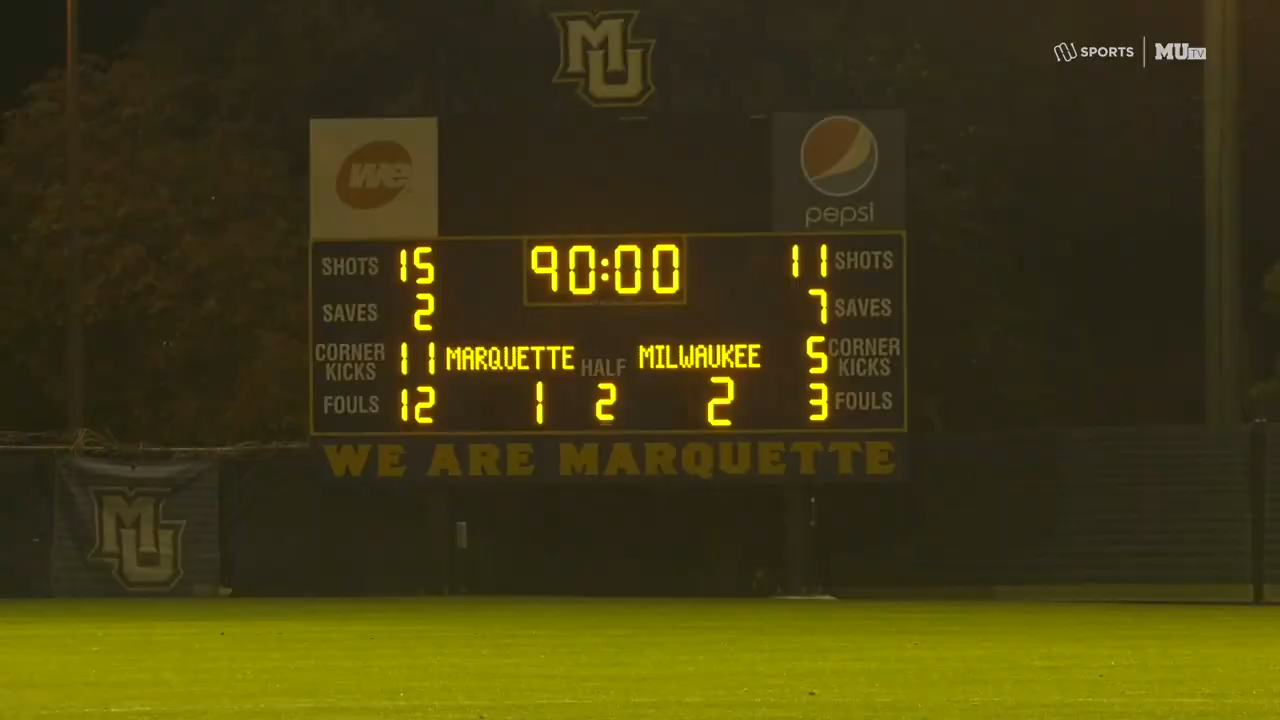 MU
SPORTS | MUTV
we
pepsi
SHOTS 15 90:00 11 SHOTS
SAVES 2 7 SAVES
CORNER KICKS 11 MARQUETTE HALF MILWAUKEE 5 CORNER KICKS
FOULS 12 1 2 2 3 FOULS
WE ARE MARQUETTE
MU